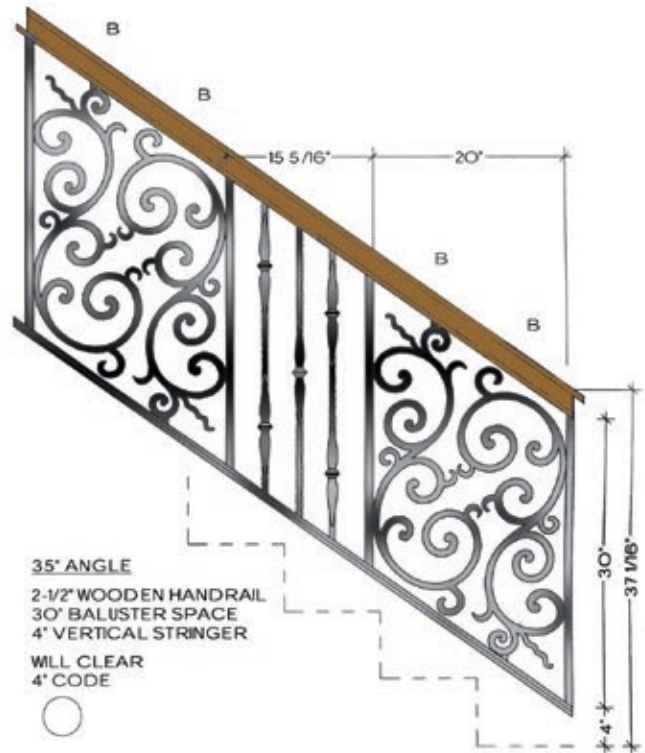 B
B
15 5/16"
20"
B
B
30"
37 1/16"
4"
35° ANGLE
2-1/2" WOODEN HANDRAIL
30" BALUSTER SPACE
4" VERTICAL STRINGER
WILL CLEAR
4" CODE